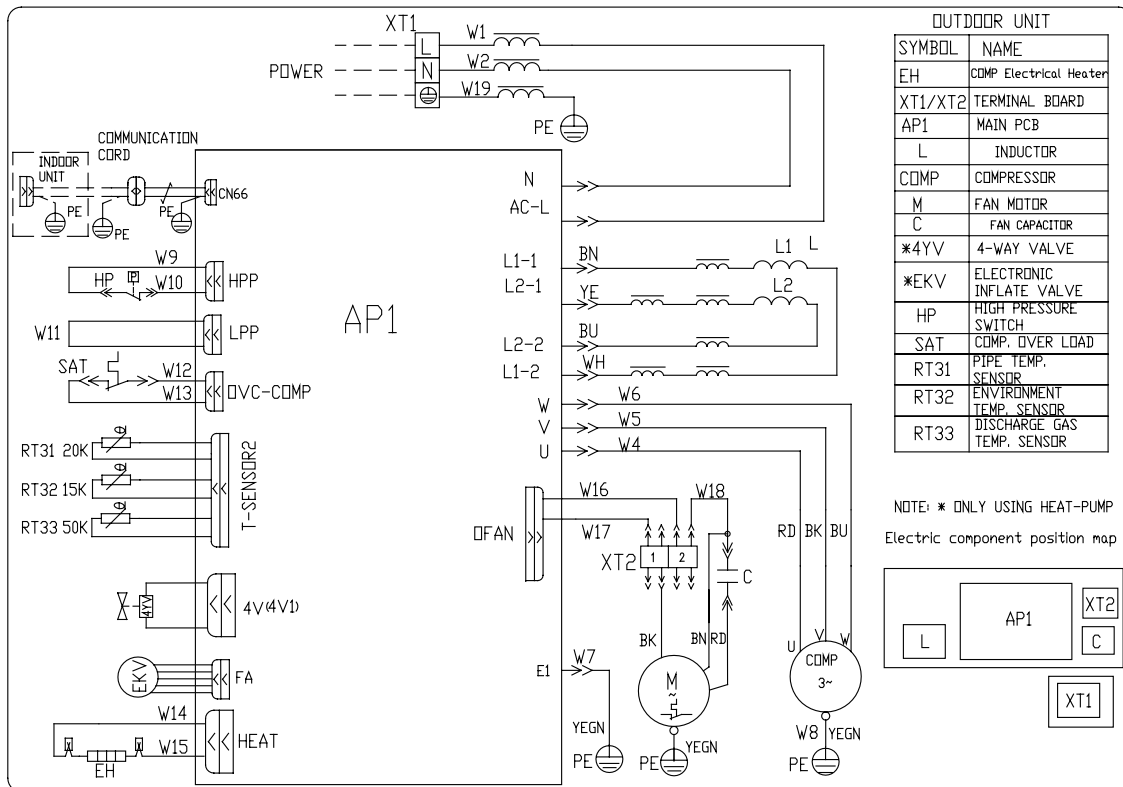 XT1
L
N
POWER
W1
W2
W19
PE
COMMUNICATION
CORD
INDOOR
UNIT
PE
PE
PE
CN66
W9
HP
P
W10
HPP
W11
LPP
SAT
W12
W13
OVC-COMP
RT31 20K
θ
RT32 15K
θ
RT33 50K
θ
T-SENSOR2
4YV
4V(4V1)
EKV
FA
W14
W15
HEAT
EH
AP1
N
AC-L
L1-1
L2-1
L2-2
L1-2
W
V
U
BN
YE
BU
WH
L1
L
L2
W6
W5
W4
OFAN
W16
W17
W18
XT2
1
2
C
BK
BN
RD
M
~
YEGN
PE
E1
W7
YEGN
PE
RD
BK
BU
U
V
W
COMP
3~
W8
YEGN
PE
OUTDOOR UNIT
SYMBOL NAME
EH COMP Electrical Heater
XT1/XT2 TERMINAL BOARD
AP1 MAIN PCB
L INDUCTOR
COMP COMPRESSOR
M FAN MOTOR
C FAN CAPACITOR
*4YV 4-WAY VALVE
*EKV ELECTRONIC
INFLATE VALVE
HP HIGH PRESSURE
SWITCH
SAT COMP. OVER LOAD
RT31 PIPE TEMP.
SENSOR
RT32 ENVIRONMENT
TEMP. SENSOR
RT33 DISCHARGE GAS
TEMP. SENSOR
NOTE: * ONLY USING HEAT-PUMP
Electric component position map
L
AP1
XT2
C
XT1